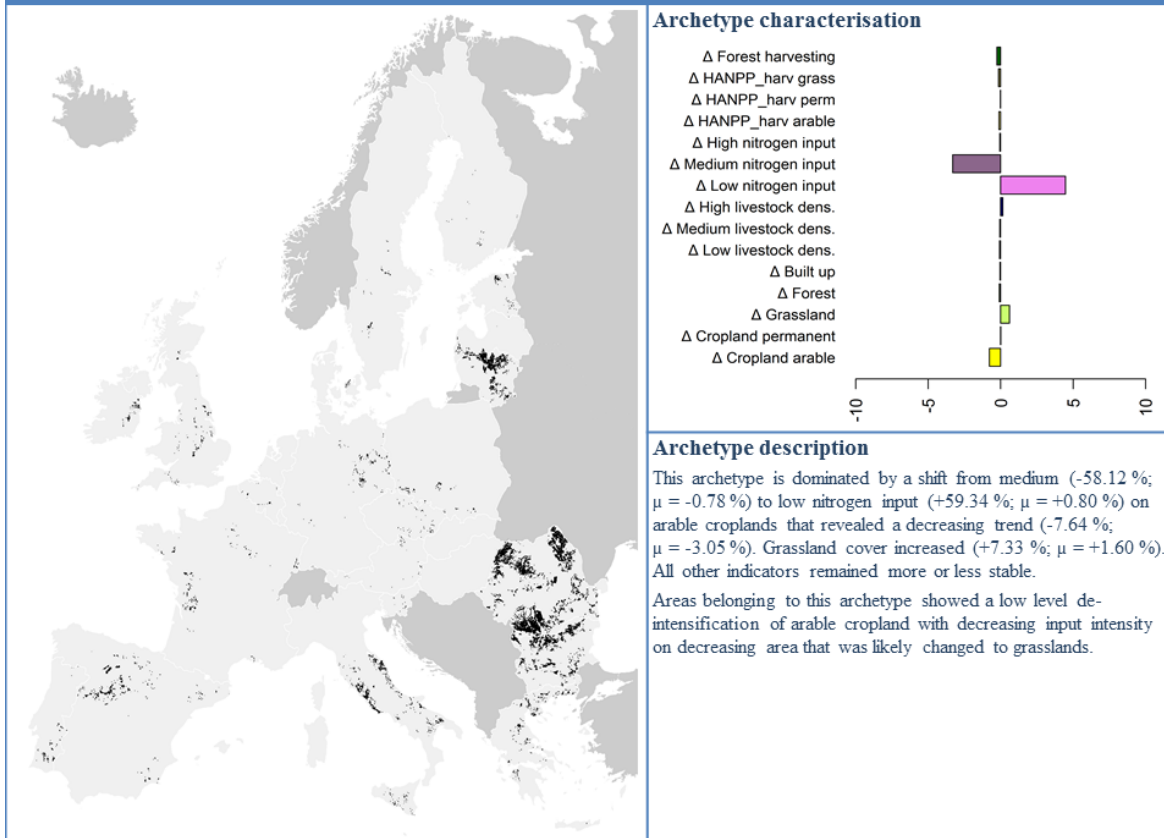 Archetype characterisation
Δ Forest harvesting
Δ HANPP_harv grass
Δ HANPP_harv perm
Δ HANPP_harv arable
Δ High nitrogen input
Δ Medium nitrogen input
Δ Low nitrogen input
Δ High livestock dens.
Δ Medium livestock dens.
Δ Low livestock dens.
Δ Built up
Δ Forest
Δ Grassland
Δ Cropland permanent
Δ Cropland arable
-10 -5 0 5 10
Archetype description
This archetype is dominated by a shift from medium (-58.12 %;
μ = -0.78 %) to low nitrogen input (+59.34 %; μ = +0.80 %) on
arable croplands that revealed a decreasing trend (-7.64 %;
μ = -3.05 %). Grassland cover increased (+7.33 %; μ = +1.60 %).
All other indicators remained more or less stable.
Areas belonging to this archetype showed a low level de-
intensification of arable cropland with decreasing input intensity
on decreasing area that was likely changed to grasslands.